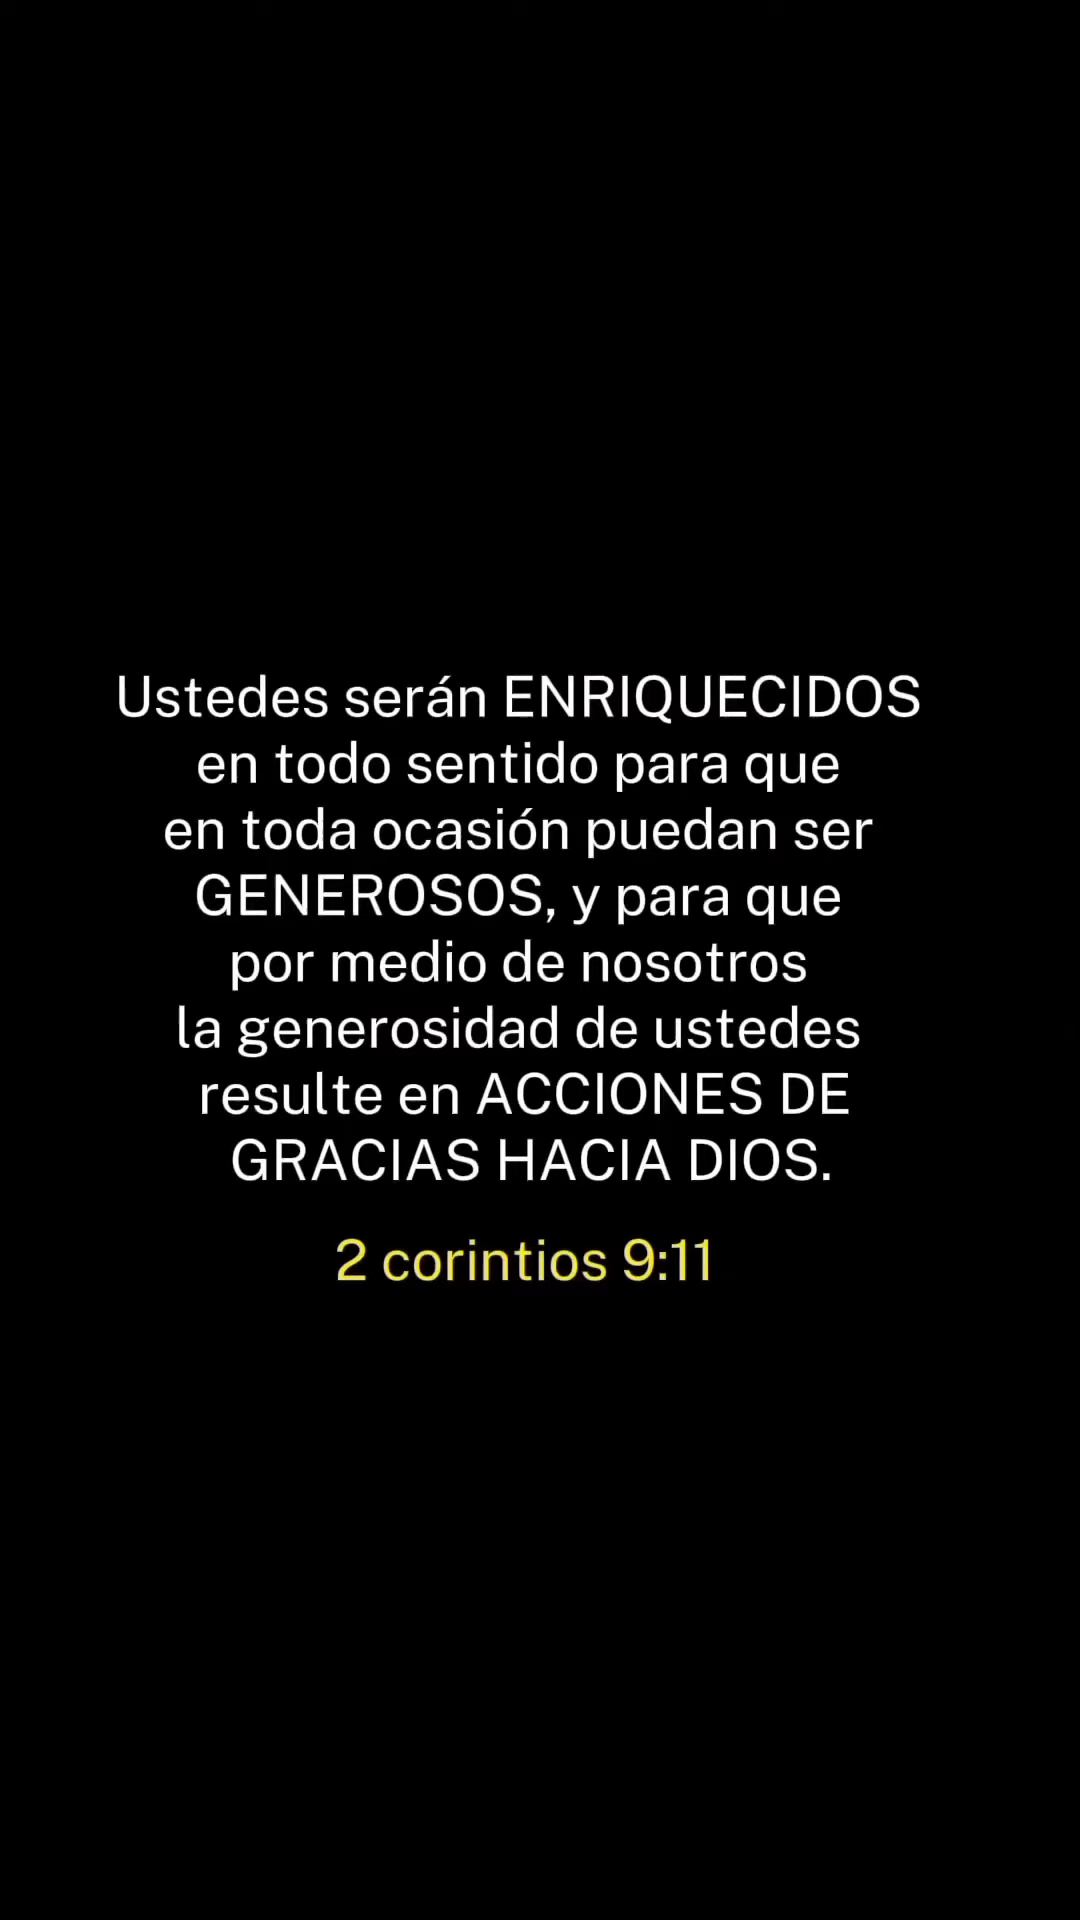 Ustedes serán ENRIQUECIDOS
en todo sentido para que
en toda ocasión puedan ser
GENEROSOS, y para que
por medio de nosotros
la generosidad de ustedes
resulte en ACCIONES DE
GRACIAS HACIA DIOS.
2 corintios 9:11